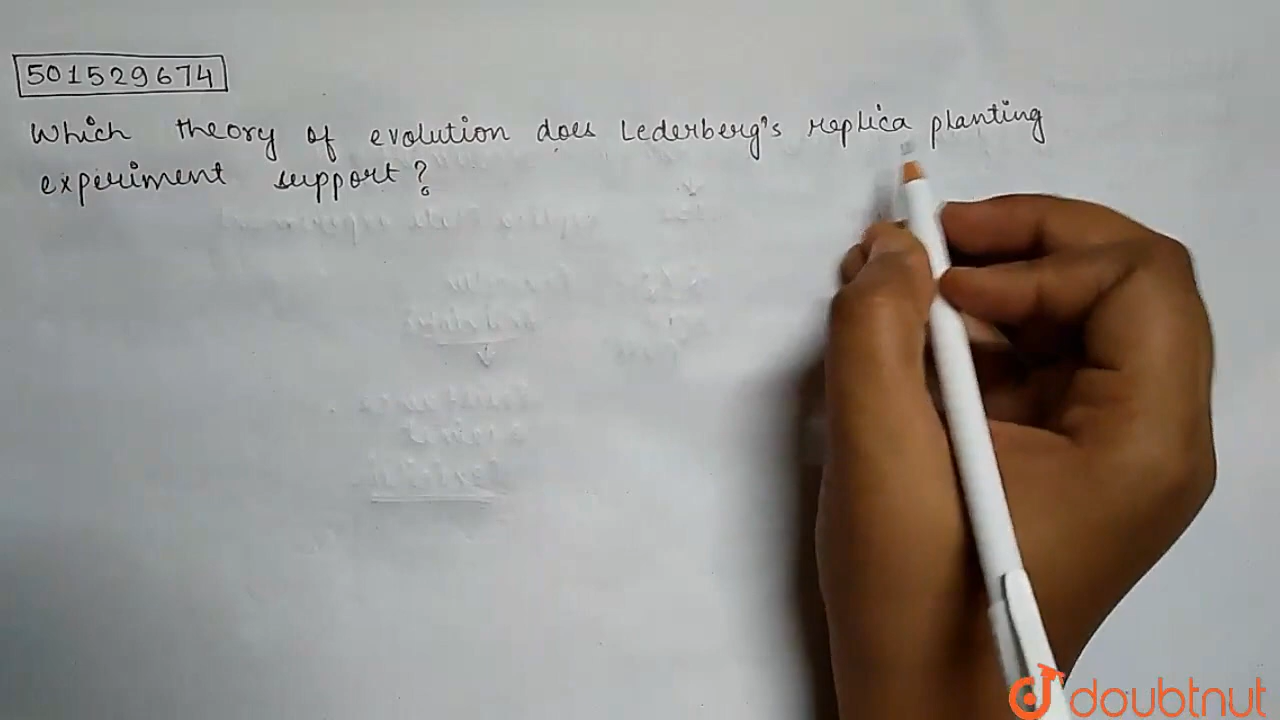 501529674
Which theory of evolution does Lederberg's replica planting
experiment support?
doubtnut